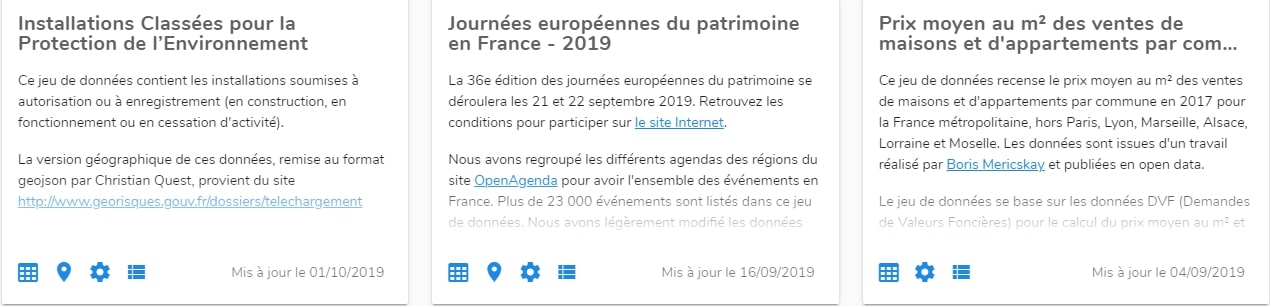 Installations Classées pour la
Protection de l’Environnement
Ce jeu de données contient les installations soumises à
autorisation ou à enregistrement (en construction, en
fonctionnement ou en cessation d'activité).
La version géographique de ces données, remise au format
geojson par Christian Quest, provient du site
http://www.georisques.gouv.fr/dossiers/telechargement
Mis à jour le 01/10/2019
Journées européennes du patrimoine
en France - 2019
La 36e édition des journées européennes du patrimoine se
déroulera les 21 et 22 septembre 2019. Retrouvez les
conditions pour participer sur le site Internet.
Nous avons regroupé les différents agendas des régions du
site OpenAgenda pour avoir l'ensemble des événements en
France. Plus de 23 000 événements sont listés dans ce jeu
de données. Nous avons légèrement modifié les données
Mis à jour le 16/09/2019
Prix moyen au m² des ventes de
maisons et d'appartements par com...
Ce jeu de données recense le prix moyen au m² des ventes
de maisons et d'appartements par commune en 2017 pour
la France métropolitaine, hors Paris, Lyon, Marseille, Alsace,
Lorraine et Moselle. Les données sont issues d'un travail
réalisé par Boris Mericskay et publiées en open data.
Le jeu de données se base sur les données DVF (Demandes
de Valeurs Foncières) pour le calcul du prix moyen au m² et
Mis à jour le 04/09/2019